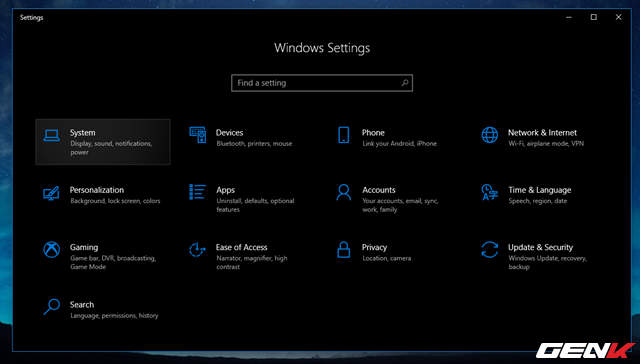 Settings
Windows Settings
Find a setting
System
Display, sound, notifications,
power
Devices
Bluetooth, printers, mouse
Phone
Link your Android, iPhone
Network & Internet
Wi-Fi, airplane mode, VPN
Personalization
Background, lock screen, colors
Apps
Uninstall, defaults, optional
features
Accounts
Your accounts, email, sync,
work, family
Time & Language
Speech, region, date
Gaming
Game bar, DVR, broadcasting,
Game Mode
Ease of Access
Narrator, magnifier, high
contrast
Privacy
Location, camera
Update & Security
Windows Update, recovery,
backup
Search
Language, permissions, history
GENK